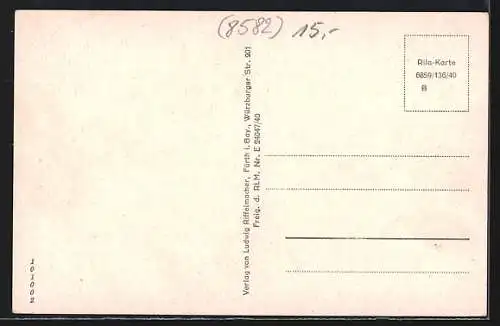 (8582) 15,-
Rila-Karte
6859/136/40
B
Verlag von Ludwig Riffelmacher, Fürth i. Bay., Würzburger Str. 201
Freig. d. RLM. Nr. E 24047/40
101002